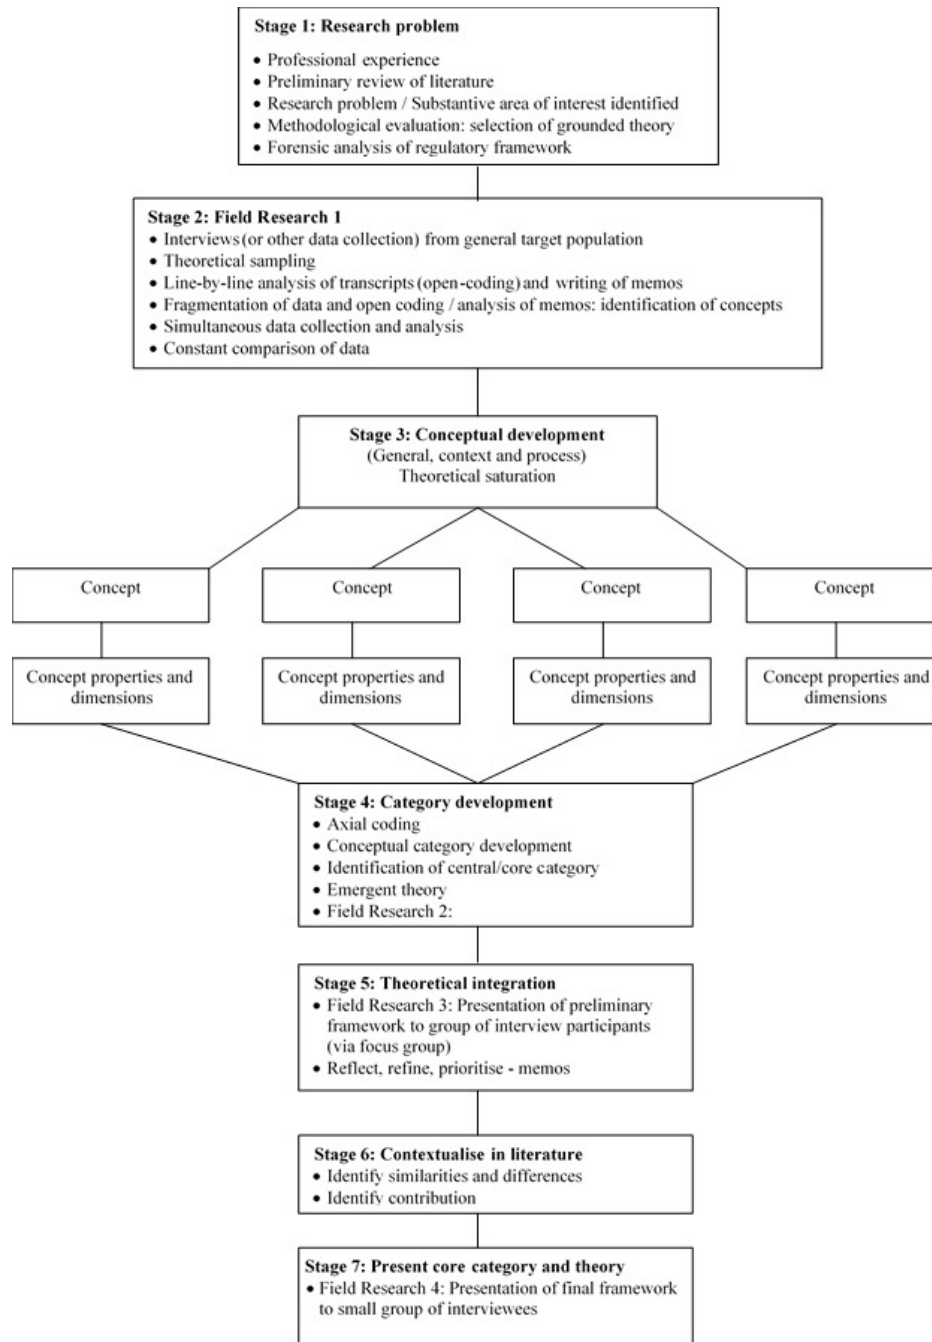 Stage 1: Research problem
• Professional experience
• Preliminary review of literature
• Research problem / Substantive area of interest identified
• Methodological evaluation: selection of grounded theory
• Forensic analysis of regulatory framework
Stage 2: Field Research 1
• Interviews (or other data collection) from general target population
• Theoretical sampling
• Line-by-line analysis of transcripts (open-coding) and writing of memos
• Fragmentation of data and open coding / analysis of memos: identification of concepts
• Simultaneous data collection and analysis
• Constant comparison of data
Stage 3: Conceptual development
(General, context and process)
Theoretical saturation
Concept
Concept
Concept
Concept
Concept properties and
dimensions
Concept properties and
dimensions
Concept properties and
dimensions
Concept properties and
dimensions
Stage 4: Category development
• Axial coding
• Conceptual category development
• Identification of central/core category
• Emergent theory
• Field Research 2:
Stage 5: Theoretical integration
• Field Research 3: Presentation of preliminary
framework to group of interview participants
(via focus group)
• Reflect, refine, prioritise - memos
Stage 6: Contextualise in literature
• Identify similarities and differences
• Identify contribution
Stage 7: Present core category and theory
• Field Research 4: Presentation of final framework
to small group of interviewees